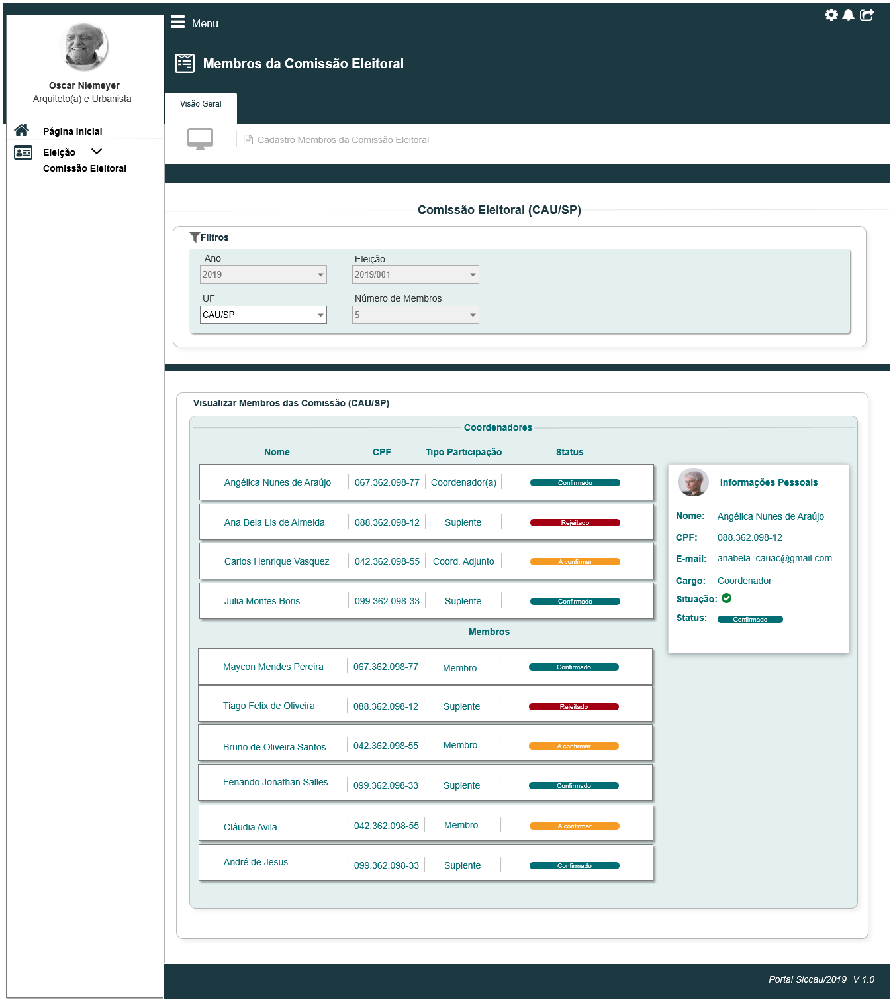 Menu
Membros da Comissão Eleitoral
Oscar Niemeyer
Arquiteto(a) e Urbanista
Página Inicial
Eleição
Comissão Eleitoral
Visão Geral
Cadastro Membros da Comissão Eleitoral
Comissão Eleitoral (CAU/SP)
Filtros
Ano Eleição
2019 2019/001
UF Número de Membros
CAU/SP 5
Visualizar Membros das Comissão (CAU/SP)
Coordenadores
Nome CPF Tipo Participação Status
Angélica Nunes de Araújo 067.362.098-77 Coordenador(a) Confirmado
Ana Bela Lis de Almeida 088.362.098-12 Suplente Rejeitado
Carlos Henrique Vasquez 042.362.098-55 Coord. Adjunto A confirmar
Julia Montes Boris 099.362.098-33 Suplente Confirmado
Informações Pessoais
Nome: Angélica Nunes de Araújo
CPF: 088.362.098-12
E-mail: anabela_cauac@gmail.com
Cargo: Coordenador
Situação:
Status: Confirmado
Membros
Maycon Mendes Pereira 067.362.098-77 Membro Confirmado
Tiago Felix de Oliveira 088.362.098-12 Suplente Rejeitado
Bruno de Oliveira Santos 042.362.098-55 Membro A confirmar
Fenando Jonathan Salles 099.362.098-33 Suplente Confirmado
Cláudia Avila 042.362.098-55 Membro A confirmar
André de Jesus 099.362.098-33 Suplente Confirmado
Portal Siccau/2019 V 1.0